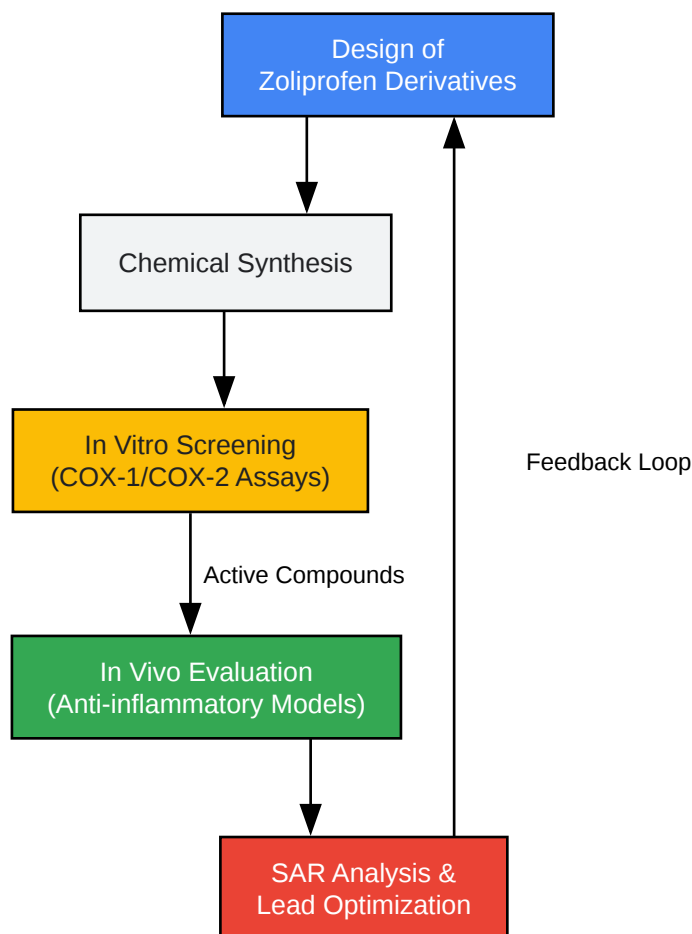 Design of
Zoliprofen Derivatives
Chemical Synthesis
In Vitro Screening
(COX-1/COX-2 Assays)
Feedback Loop
Active Compounds
In Vivo Evaluation
(Anti-inflammatory Models)
SAR Analysis &
Lead Optimization